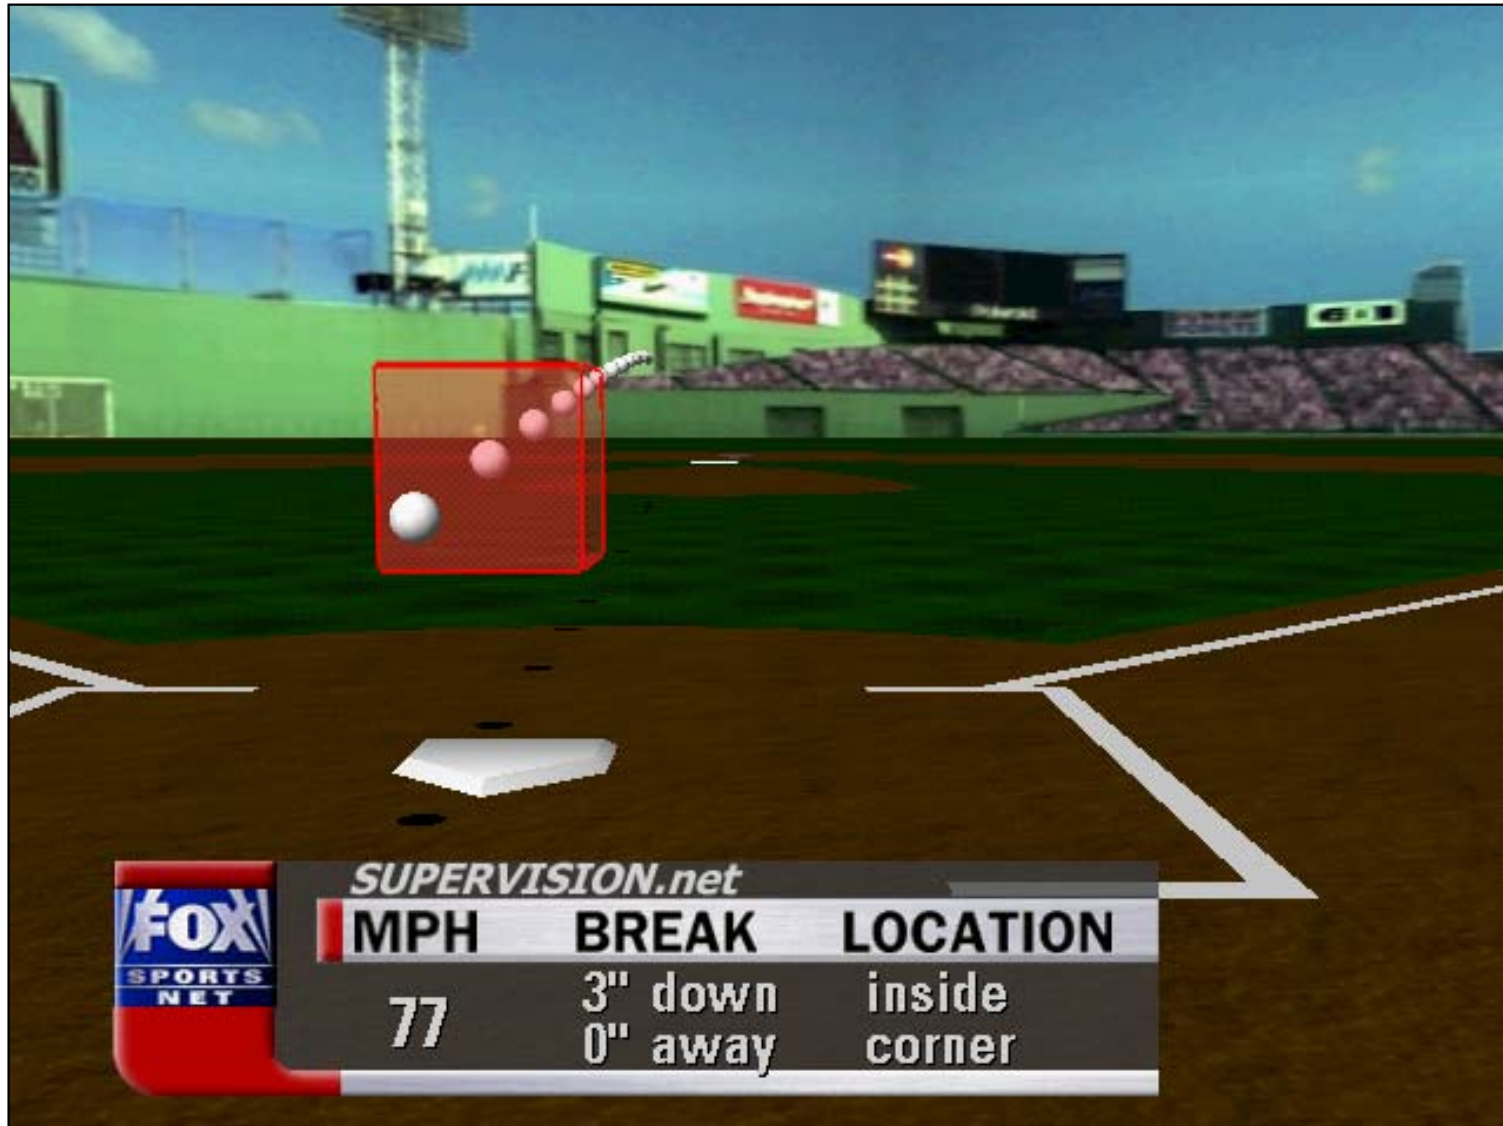 SUPERVISION.net
MPH BREAK LOCATION
FOX
SPORTS
NET
77
3" down
0" away
inside
corner